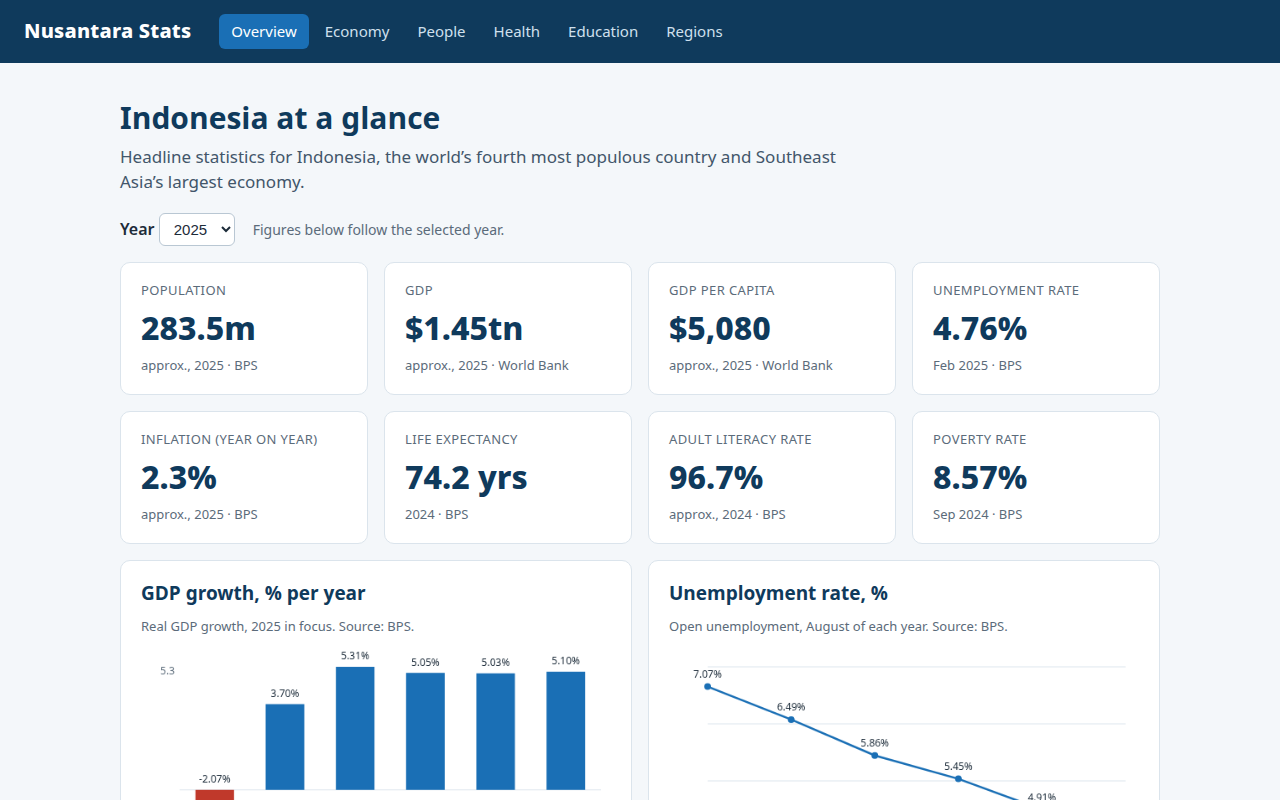 Nusantara Stats
Overview
Economy
People
Health
Education
Regions
Indonesia at a glance
Headline statistics for Indonesia, the world’s fourth most populous country and Southeast
Asia’s largest economy.
Year 2025 Figures below follow the selected year.
POPULATION
283.5m
approx., 2025 · BPS
GDP
$1.45tn
approx., 2025 · World Bank
GDP PER CAPITA
$5,080
approx., 2025 · World Bank
UNEMPLOYMENT RATE
4.76%
Feb 2025 · BPS
INFLATION (YEAR ON YEAR)
2.3%
approx., 2025 · BPS
LIFE EXPECTANCY
74.2 yrs
2024 · BPS
ADULT LITERACY RATE
96.7%
approx., 2024 · BPS
POVERTY RATE
8.57%
Sep 2024 · BPS
GDP growth, % per year
Real GDP growth, 2025 in focus. Source: BPS.
5.3
-2.07%
3.70%
5.31%
5.05%
5.03%
5.10%
Unemployment rate, %
Open unemployment, August of each year. Source: BPS.
7.07%
6.49%
5.86%
5.45%
4.91%